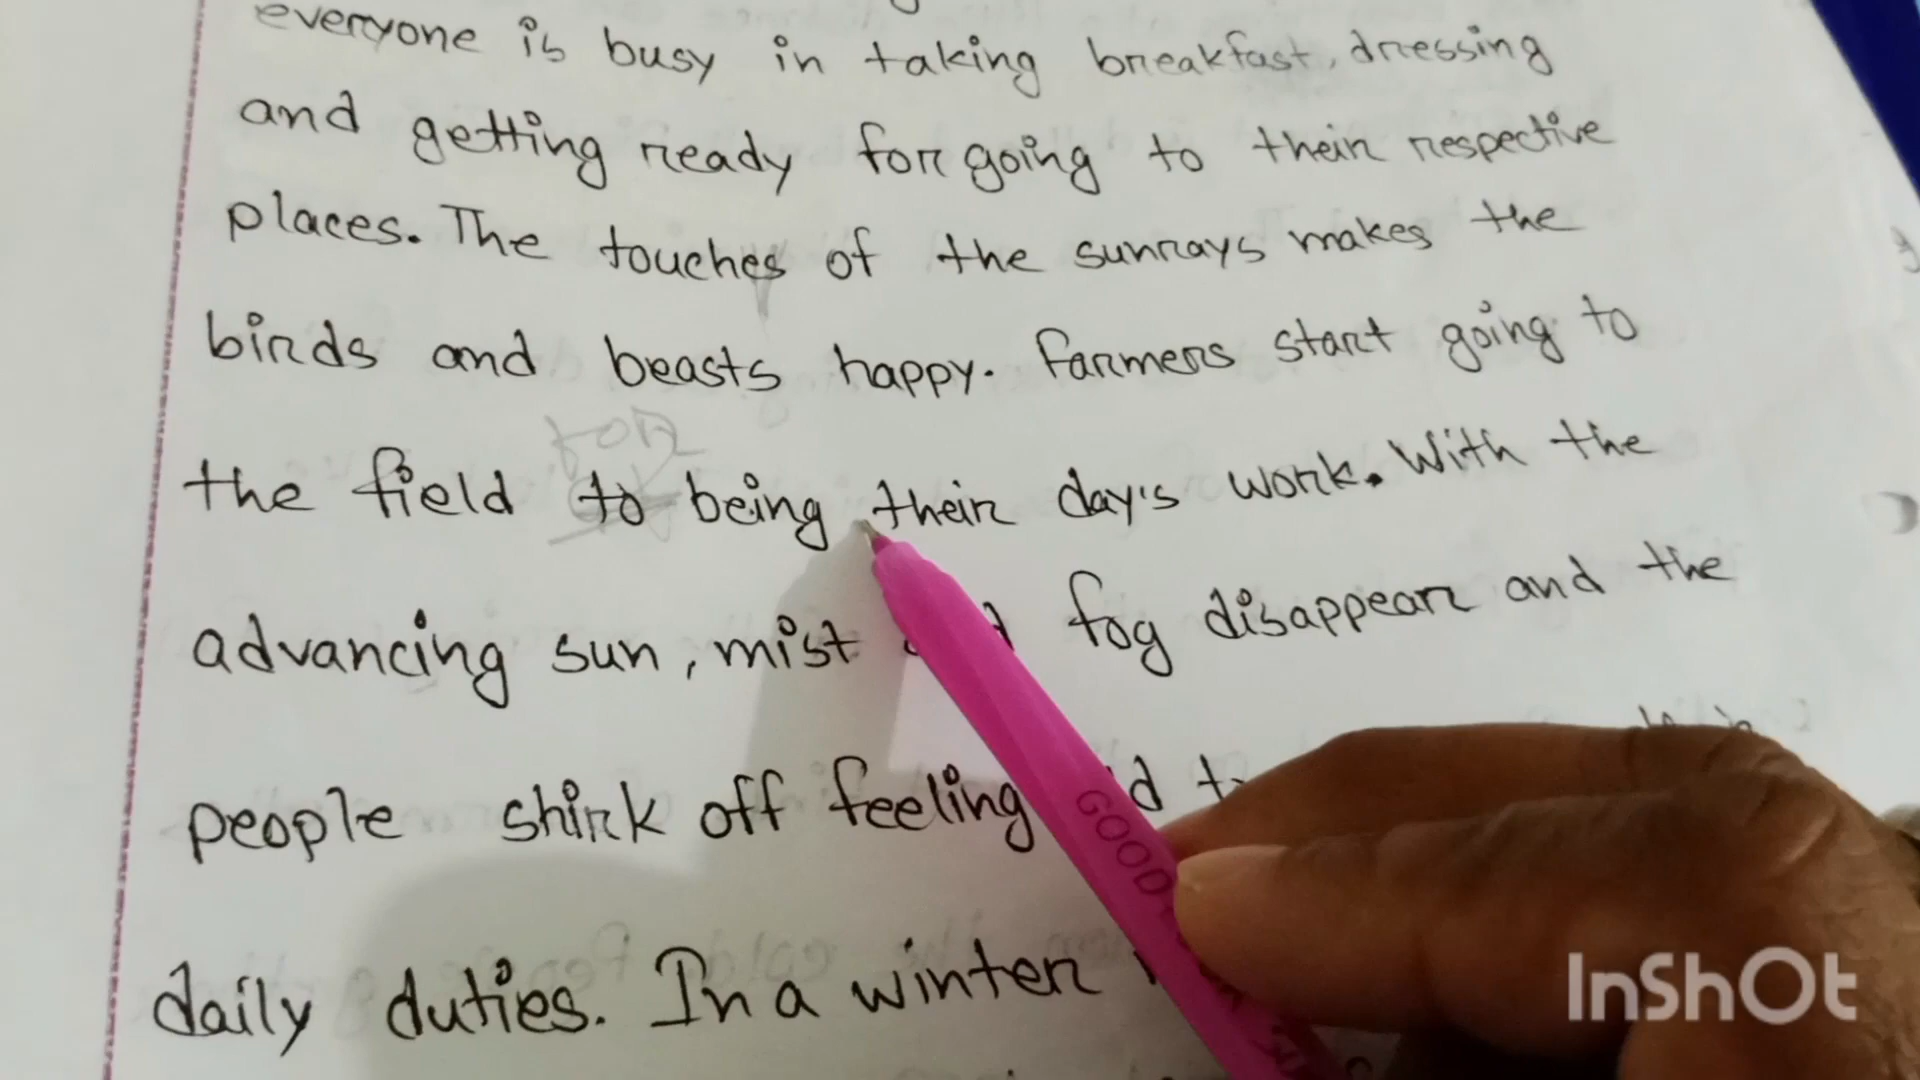 everyone is busy in taking breakfast, dressing
and getting ready for going to their respective
places. The touches of the sunrays makes the
birds and beasts happy. Farmers start going to
for
the field to being their day's work. With the
advancing sun, mist fog disappear and the
people shirk off feeling
daily duties. In a winter
GOOD
InShOt